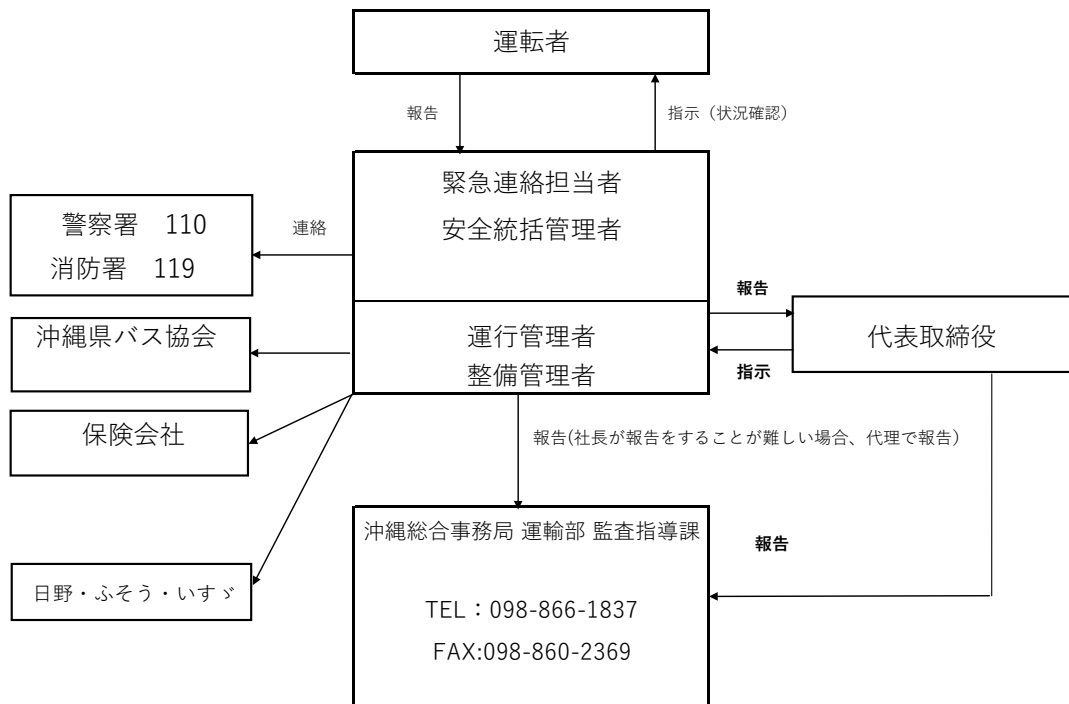 運転者
報告
指示（状況確認）
緊急連絡担当者
安全統括管理者
警察署　110
消防署　119
連絡
報告
運行管理者
整備管理者
沖縄県バス協会
代表取締役
指示
保険会社
報告(社長が報告をすることが難しい場合、代理で報告)
沖縄総合事務局 運輸部 監査指導課
報告
日野・ふそう・いすゞ
TEL：098-866-1837
FAX:098-860-2369